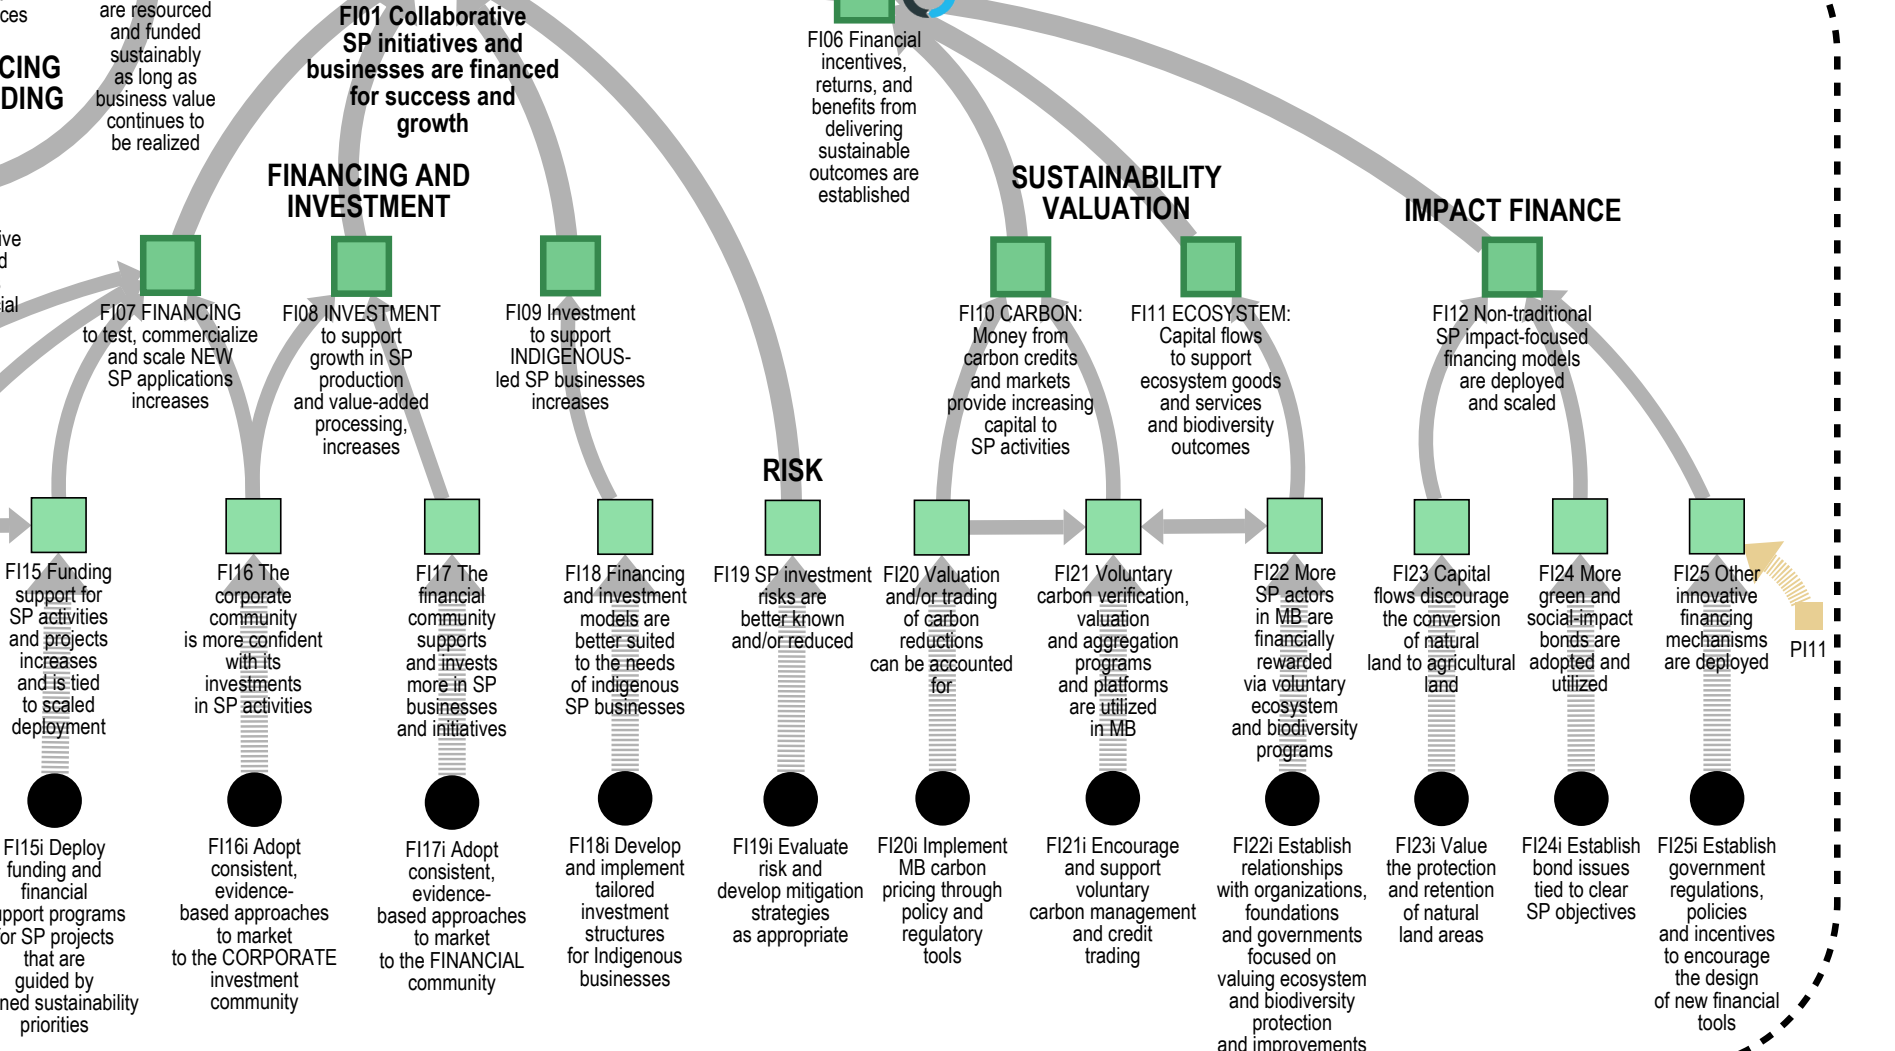 ces
CING
DING
are resourced
and funded
sustainably
as long as
business value
continues to
be realized
FI01 Collaborative
SP initiatives and
businesses are financed
for success and
growth
FI06 Financial
incentives,
returns, and
benefits from
delivering
sustainable
outcomes are
established
FINANCING AND
INVESTMENT
SUSTAINABILITY
VALUATION
IMPACT FINANCE
ive
d
cial
FI07 FINANCING
to test, commercialize
and scale NEW
SP applications
increases
FI08 INVESTMENT
to support
growth in SP
production
and value-added
processing,
increases
FI09 Investment
to support
INDIGENOUS-
led SP businesses
increases
FI10 CARBON:
Money from
carbon credits
and markets
provide increasing
capital to
SP activities
FI11 ECOSYSTEM:
Capital flows
to support
ecosystem goods
and services
and biodiversity
outcomes
FI12 Non-traditional
SP impact-focused
financing models
are deployed
and scaled
RISK
FI15 Funding
support for
SP activities
and projects
increases
and is tied
to scaled
deployment
FI16 The
corporate
community
is more confident
with its
investments
in SP activities
FI17 The
financial
community
supports
and invests
more in SP
businesses
and initiatives
FI18 Financing
and investment
models are
better suited
to the needs
of indigenous
SP businesses
FI19 SP investment
risks are
better known
and/or reduced
FI20 Valuation
and/or trading
of carbon
reductions
can be accounted
for
FI21 Voluntary
carbon verification,
valuation
and aggregation
programs
and platforms
are utilized
in MB
FI22 More
SP actors
in MB are
financially
rewarded
via voluntary
ecosystem
and biodiversity
programs
FI23 Capital
flows discourage
the conversion
of natural
land to agricultural
land
FI24 More
green and
social-impact
bonds are
adopted and
utilized
FI25 Other
innovative
financing
mechanisms
are deployed
PI11
FI15i Deploy
funding and
financial
upport programs
or SP projects
that are
guided by
ned sustainability
priorities
FI16i Adopt
consistent,
evidence-
based approaches
to market
to the CORPORATE
investment
community
FI17i Adopt
consistent,
evidence-
based approaches
to market
to the FINANCIAL
community
FI18i Develop
and implement
tailored
investment
structures
for Indigenous
businesses
FI19i Evaluate
risk and
develop mitigation
strategies
as appropriate
FI20i Implement
MB carbon
pricing through
policy and
regulatory
tools
FI21i Encourage
and support
voluntary
carbon management
and credit
trading
FI22i Establish
relationships
with organizations,
foundations
and governments
focused on
valuing ecosystem
and biodiversity
protection
and improvements
FI23i Value
the protection
and retention
of natural
land areas
FI24i Establish
bond issues
tied to clear
SP objectives
FI25i Establish
government
regulations,
policies
and incentives
to encourage
the design
of new financial
tools